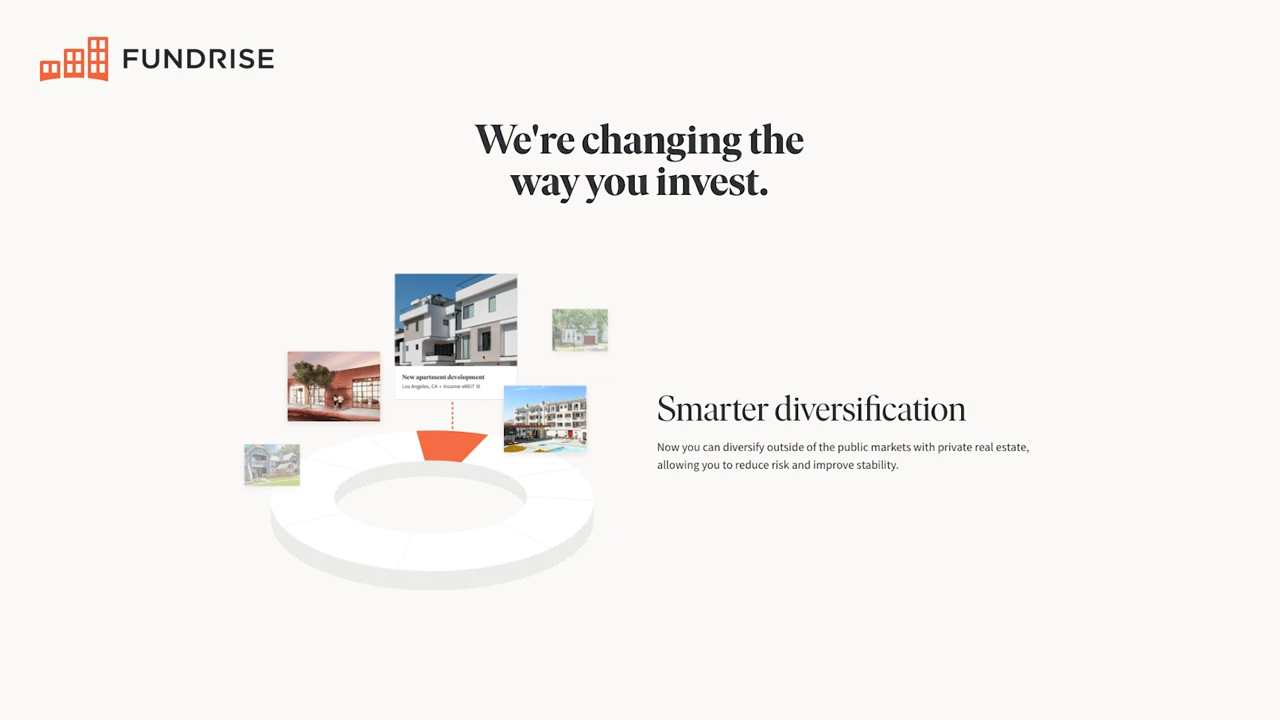 FUNDRISE
We're changing the
way you invest.
New apartment development
Los Angeles, CA • Income eREIT III
Smarter diversification
Now you can diversify outside of the public markets with private real estate,
allowing you to reduce risk and improve stability.